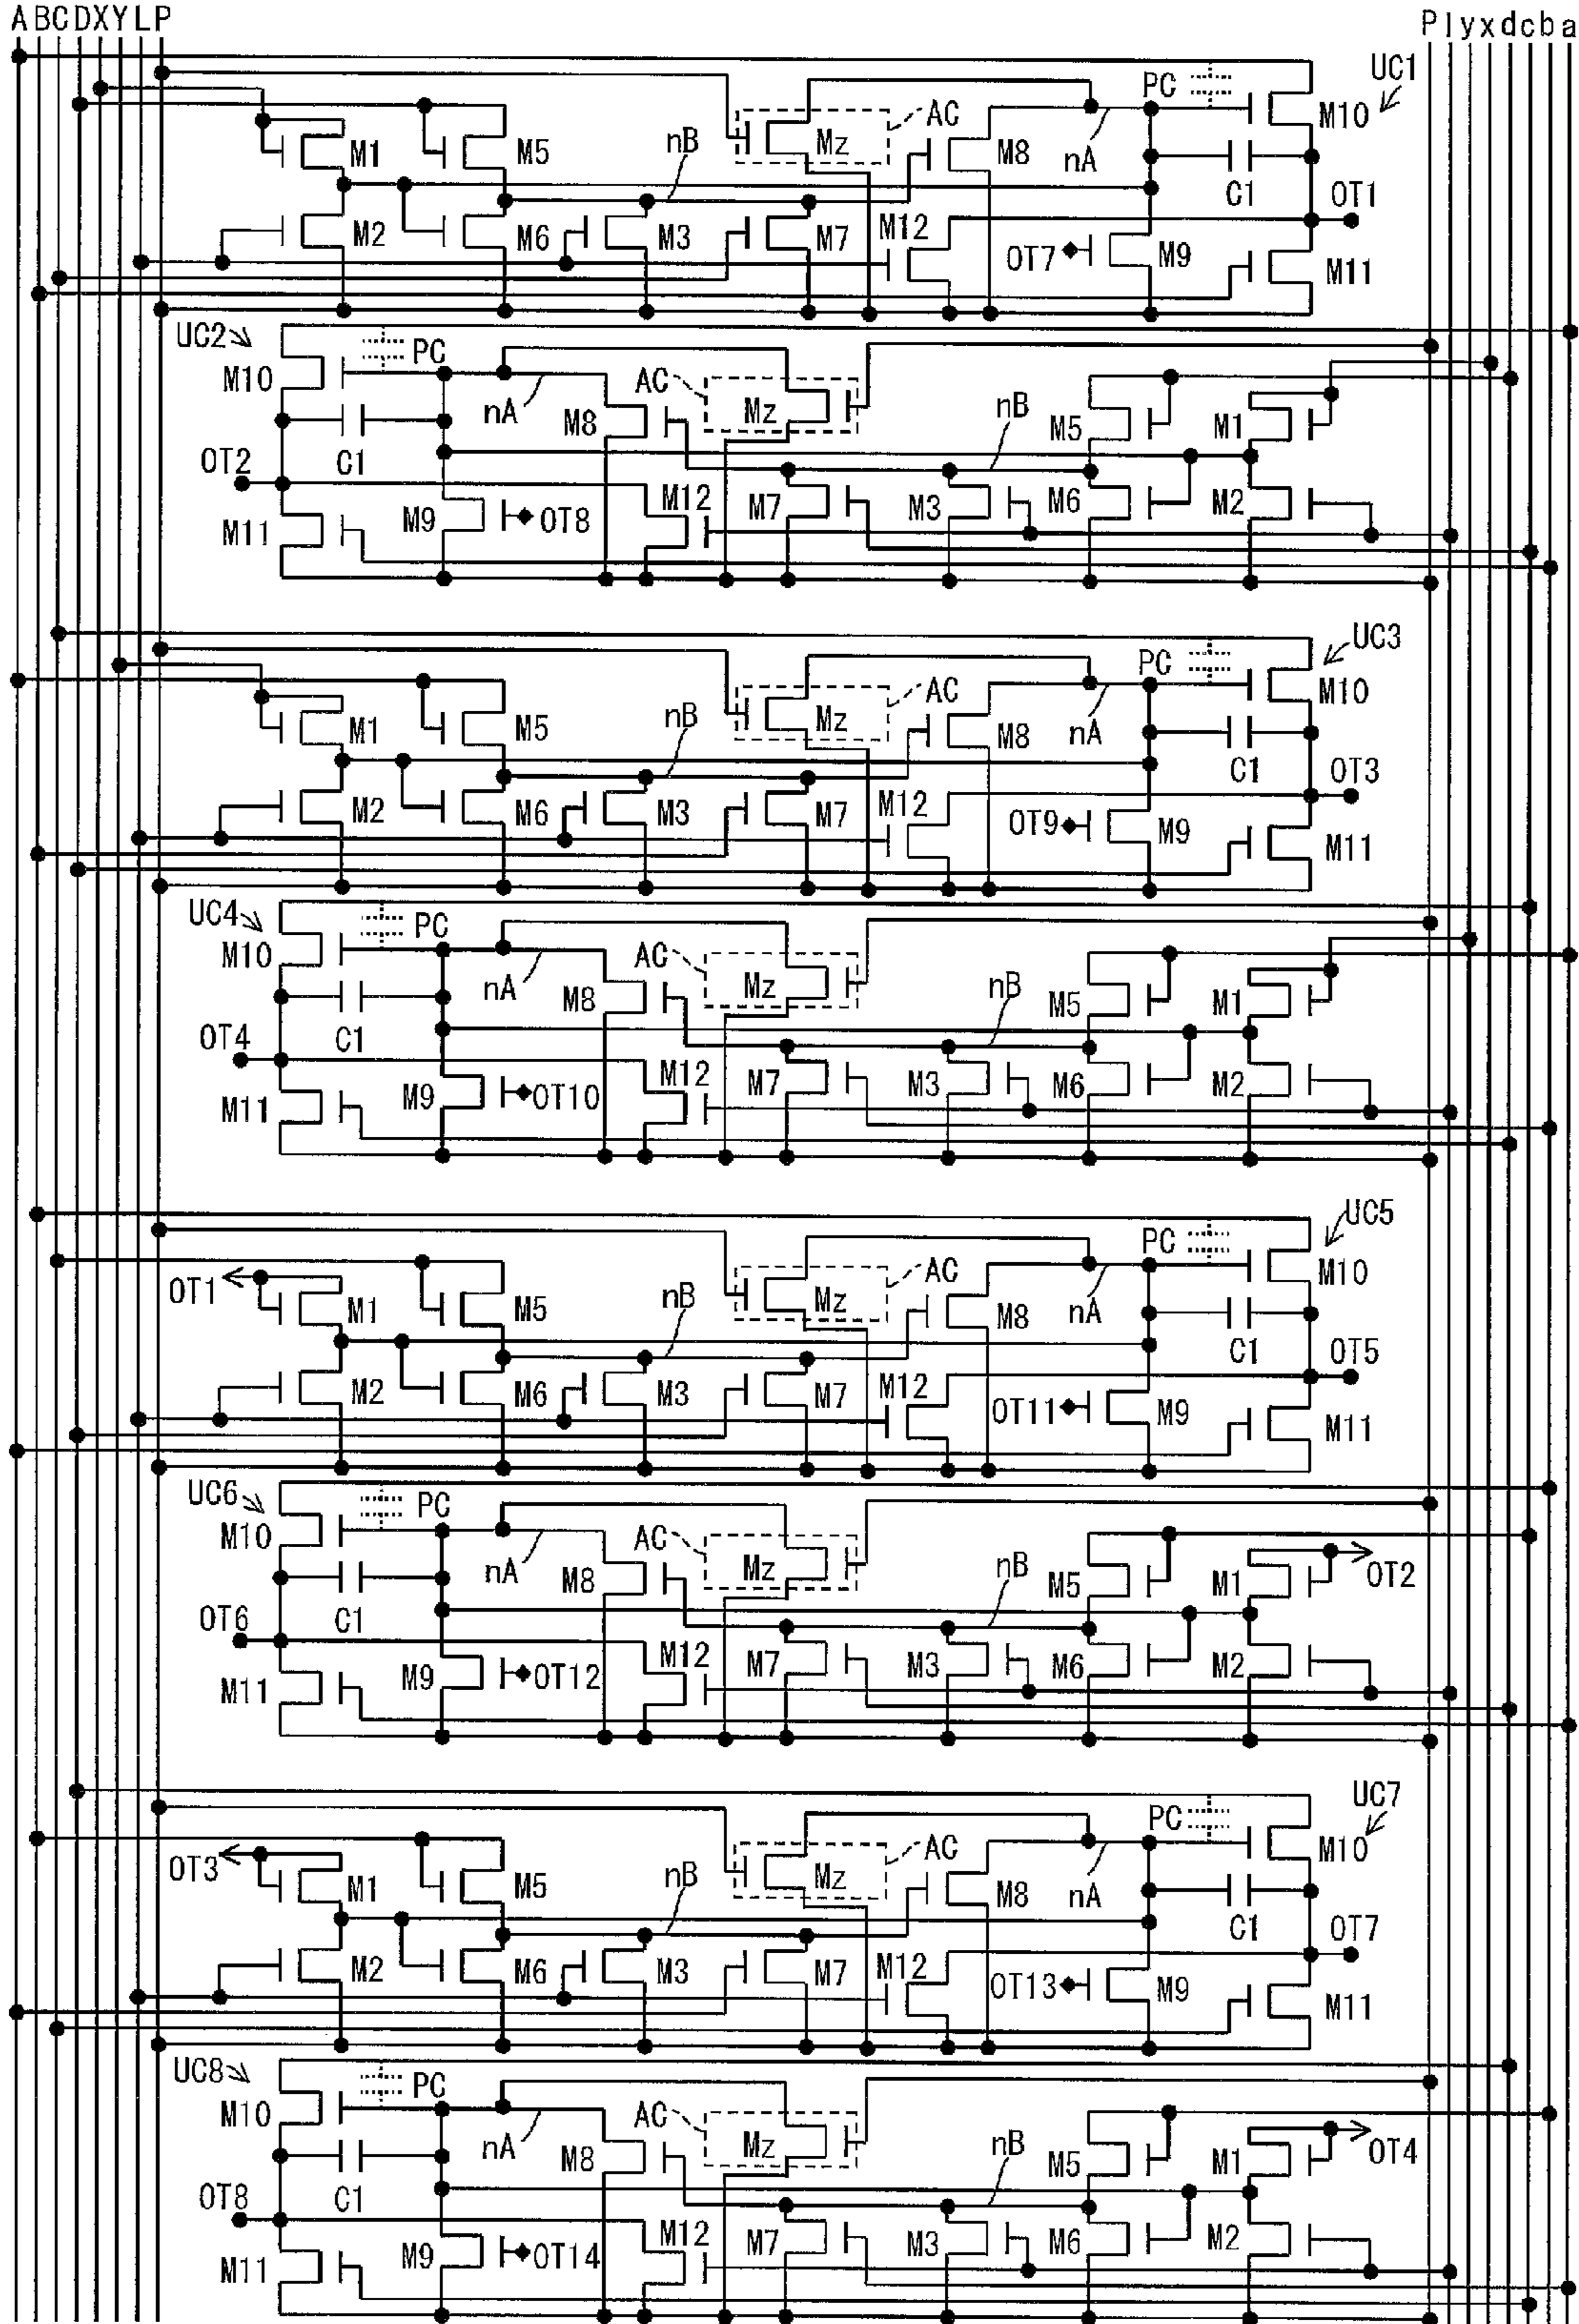 A B C D X Y L P
P l y x d c b a
UC1
PC
M10
AC
Mz
M8
nA
nB
M1
M5
C1
OT1
M2
M6
M3
M7
M12
OT7
M9
M11
UC2
PC
M10
AC
Mz
nA
M8
nB
M5
M1
OT2
C1
M12
M7
M3
M6
M2
M11
M9
OT8
UC3
PC
M10
AC
Mz
M8
nA
nB
M1
M5
C1
OT3
M2
M6
M3
M7
M12
OT9
M9
M11
UC4
PC
M10
AC
Mz
nA
M8
nB
M5
M1
OT4
C1
M12
M7
M3
M6
M2
M11
M9
OT10
UC5
PC
M10
AC
Mz
M8
nA
nB
OT1
M1
M5
C1
OT5
M2
M6
M3
M7
M12
OT11
M9
M11
UC6
PC
M10
AC
Mz
nA
M8
nB
M5
M1
OT2
OT6
C1
M12
M7
M3
M6
M2
M11
M9
OT12
UC7
PC
M10
AC
Mz
M8
nA
nB
OT3
M1
M5
C1
OT7
M2
M6
M3
M7
M12
OT13
M9
M11
UC8
PC
M10
AC
Mz
nA
M8
nB
M5
M1
OT4
OT8
C1
M12
M7
M3
M6
M2
M11
M9
OT14